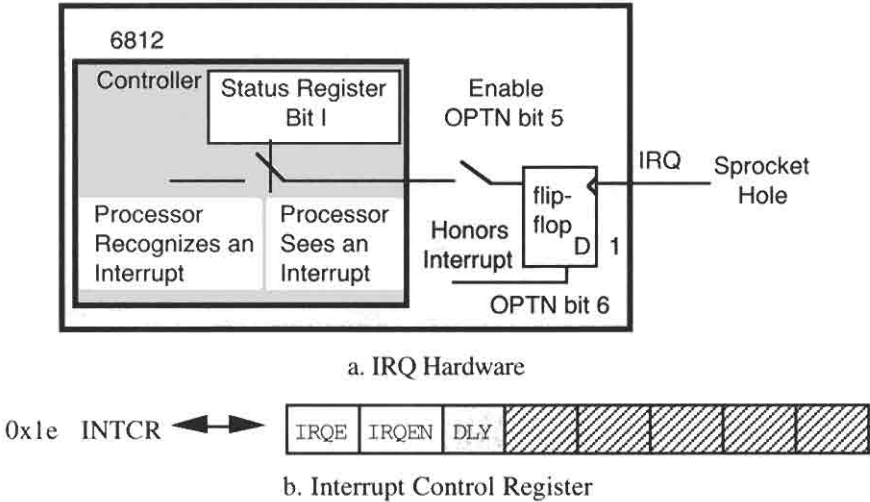 6812
Controller
Status Register
Bit I
Enable
OPTN bit 5
IRQ
Sprocket
Hole
flip-
flop
D
1
Processor
Recognizes an
Interrupt
Processor
Sees an
Interrupt
Honors
Interrupt
OPTN bit 6
a. IRQ Hardware
0x1e INTCR
IRQE IRQEN DLY
b. Interrupt Control Register